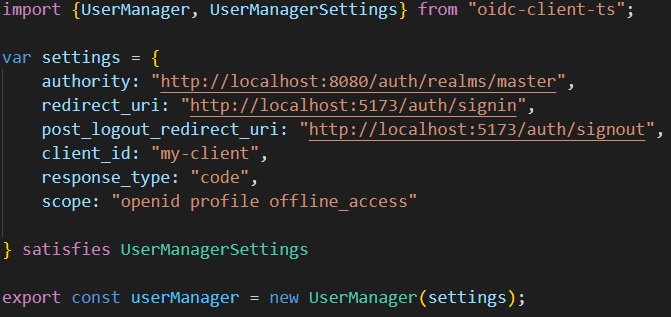 import {UserManager, UserManagerSettings} from "oidc-client-ts";
var settings = {
authority: "http://localhost:8080/auth/realms/master",
redirect_uri: "http://localhost:5173/auth/signin",
post_logout_redirect_uri: "http://localhost:5173/auth/signout",
client_id: "my-client",
response_type: "code",
scope: "openid profile offline_access"
} satisfies UserManagerSettings
export const userManager = new UserManager(settings);